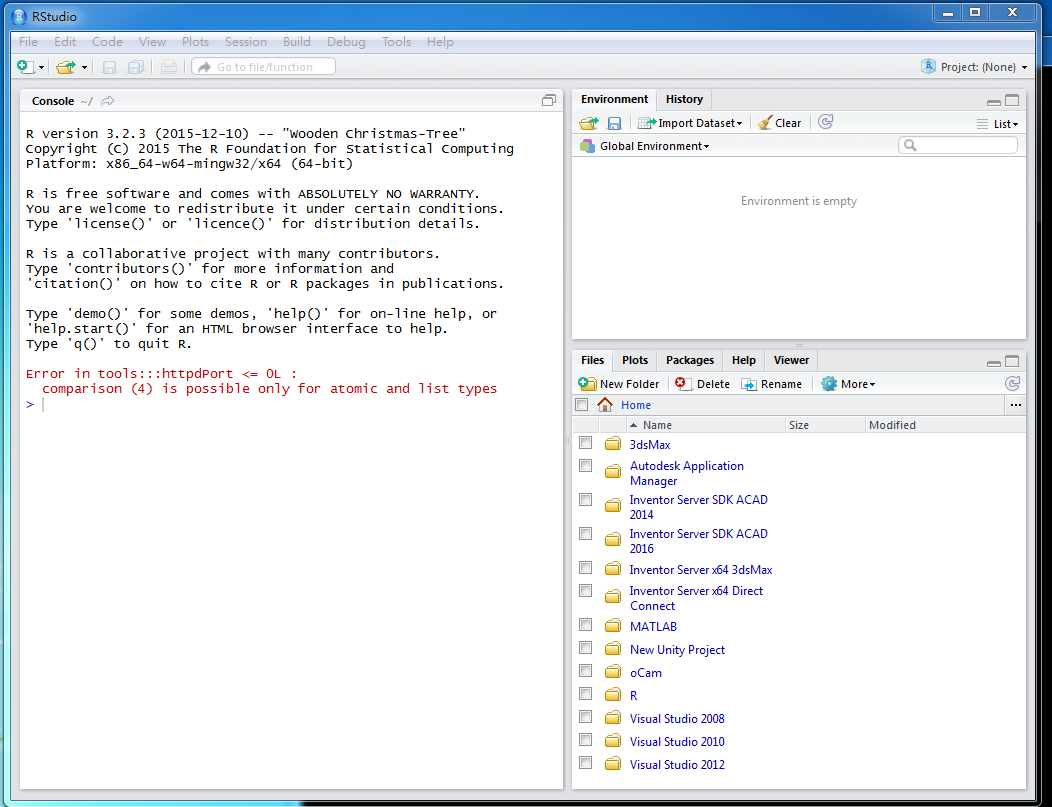 RStudio
File Edit Code View Plots Session Build Debug Tools Help
Go to file/function
Project: (None)
Console ~/
R version 3.2.3 (2015-12-10) -- "Wooden Christmas-Tree"
Copyright (C) 2015 The R Foundation for Statistical Computing
Platform: x86_64-w64-mingw32/x64 (64-bit)
R is free software and comes with ABSOLUTELY NO WARRANTY.
You are welcome to redistribute it under certain conditions.
Type 'license()' or 'licence()' for distribution details.
R is a collaborative project with many contributors.
Type 'contributors()' for more information and
'citation()' on how to cite R or R packages in publications.
Type 'demo()' for some demos, 'help()' for on-line help, or
'help.start()' for an HTML browser interface to help.
Type 'q()' to quit R.
Error in tools:::httpdPort <= 0L :
comparison (4) is possible only for atomic and list types
>
Environment History
Import Dataset Clear List
Global Environment
Environment is empty
Files Plots Packages Help Viewer
New Folder Delete Rename More
Home ...
Name Size Modified
3dsMax
Autodesk Application
Manager
Inventor Server SDK ACAD
2014
Inventor Server SDK ACAD
2016
Inventor Server x64 3dsMax
Inventor Server x64 Direct
Connect
MATLAB
New Unity Project
oCam
R
Visual Studio 2008
Visual Studio 2010
Visual Studio 2012